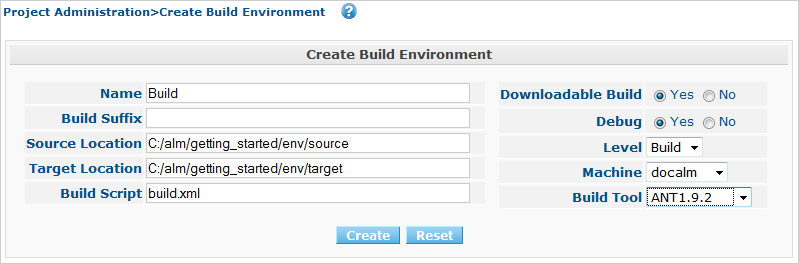 Project Administration>Create Build Environment ?
Create Build Environment
Name Build
Build Suffix
Source Location C:/alm/getting_started/env/source
Target Location C:/alm/getting_started/env/target
Build Script build.xml
Downloadable Build Yes No
Debug Yes No
Level Build
Machine docalm
Build Tool ANT1.9.2
Create Reset